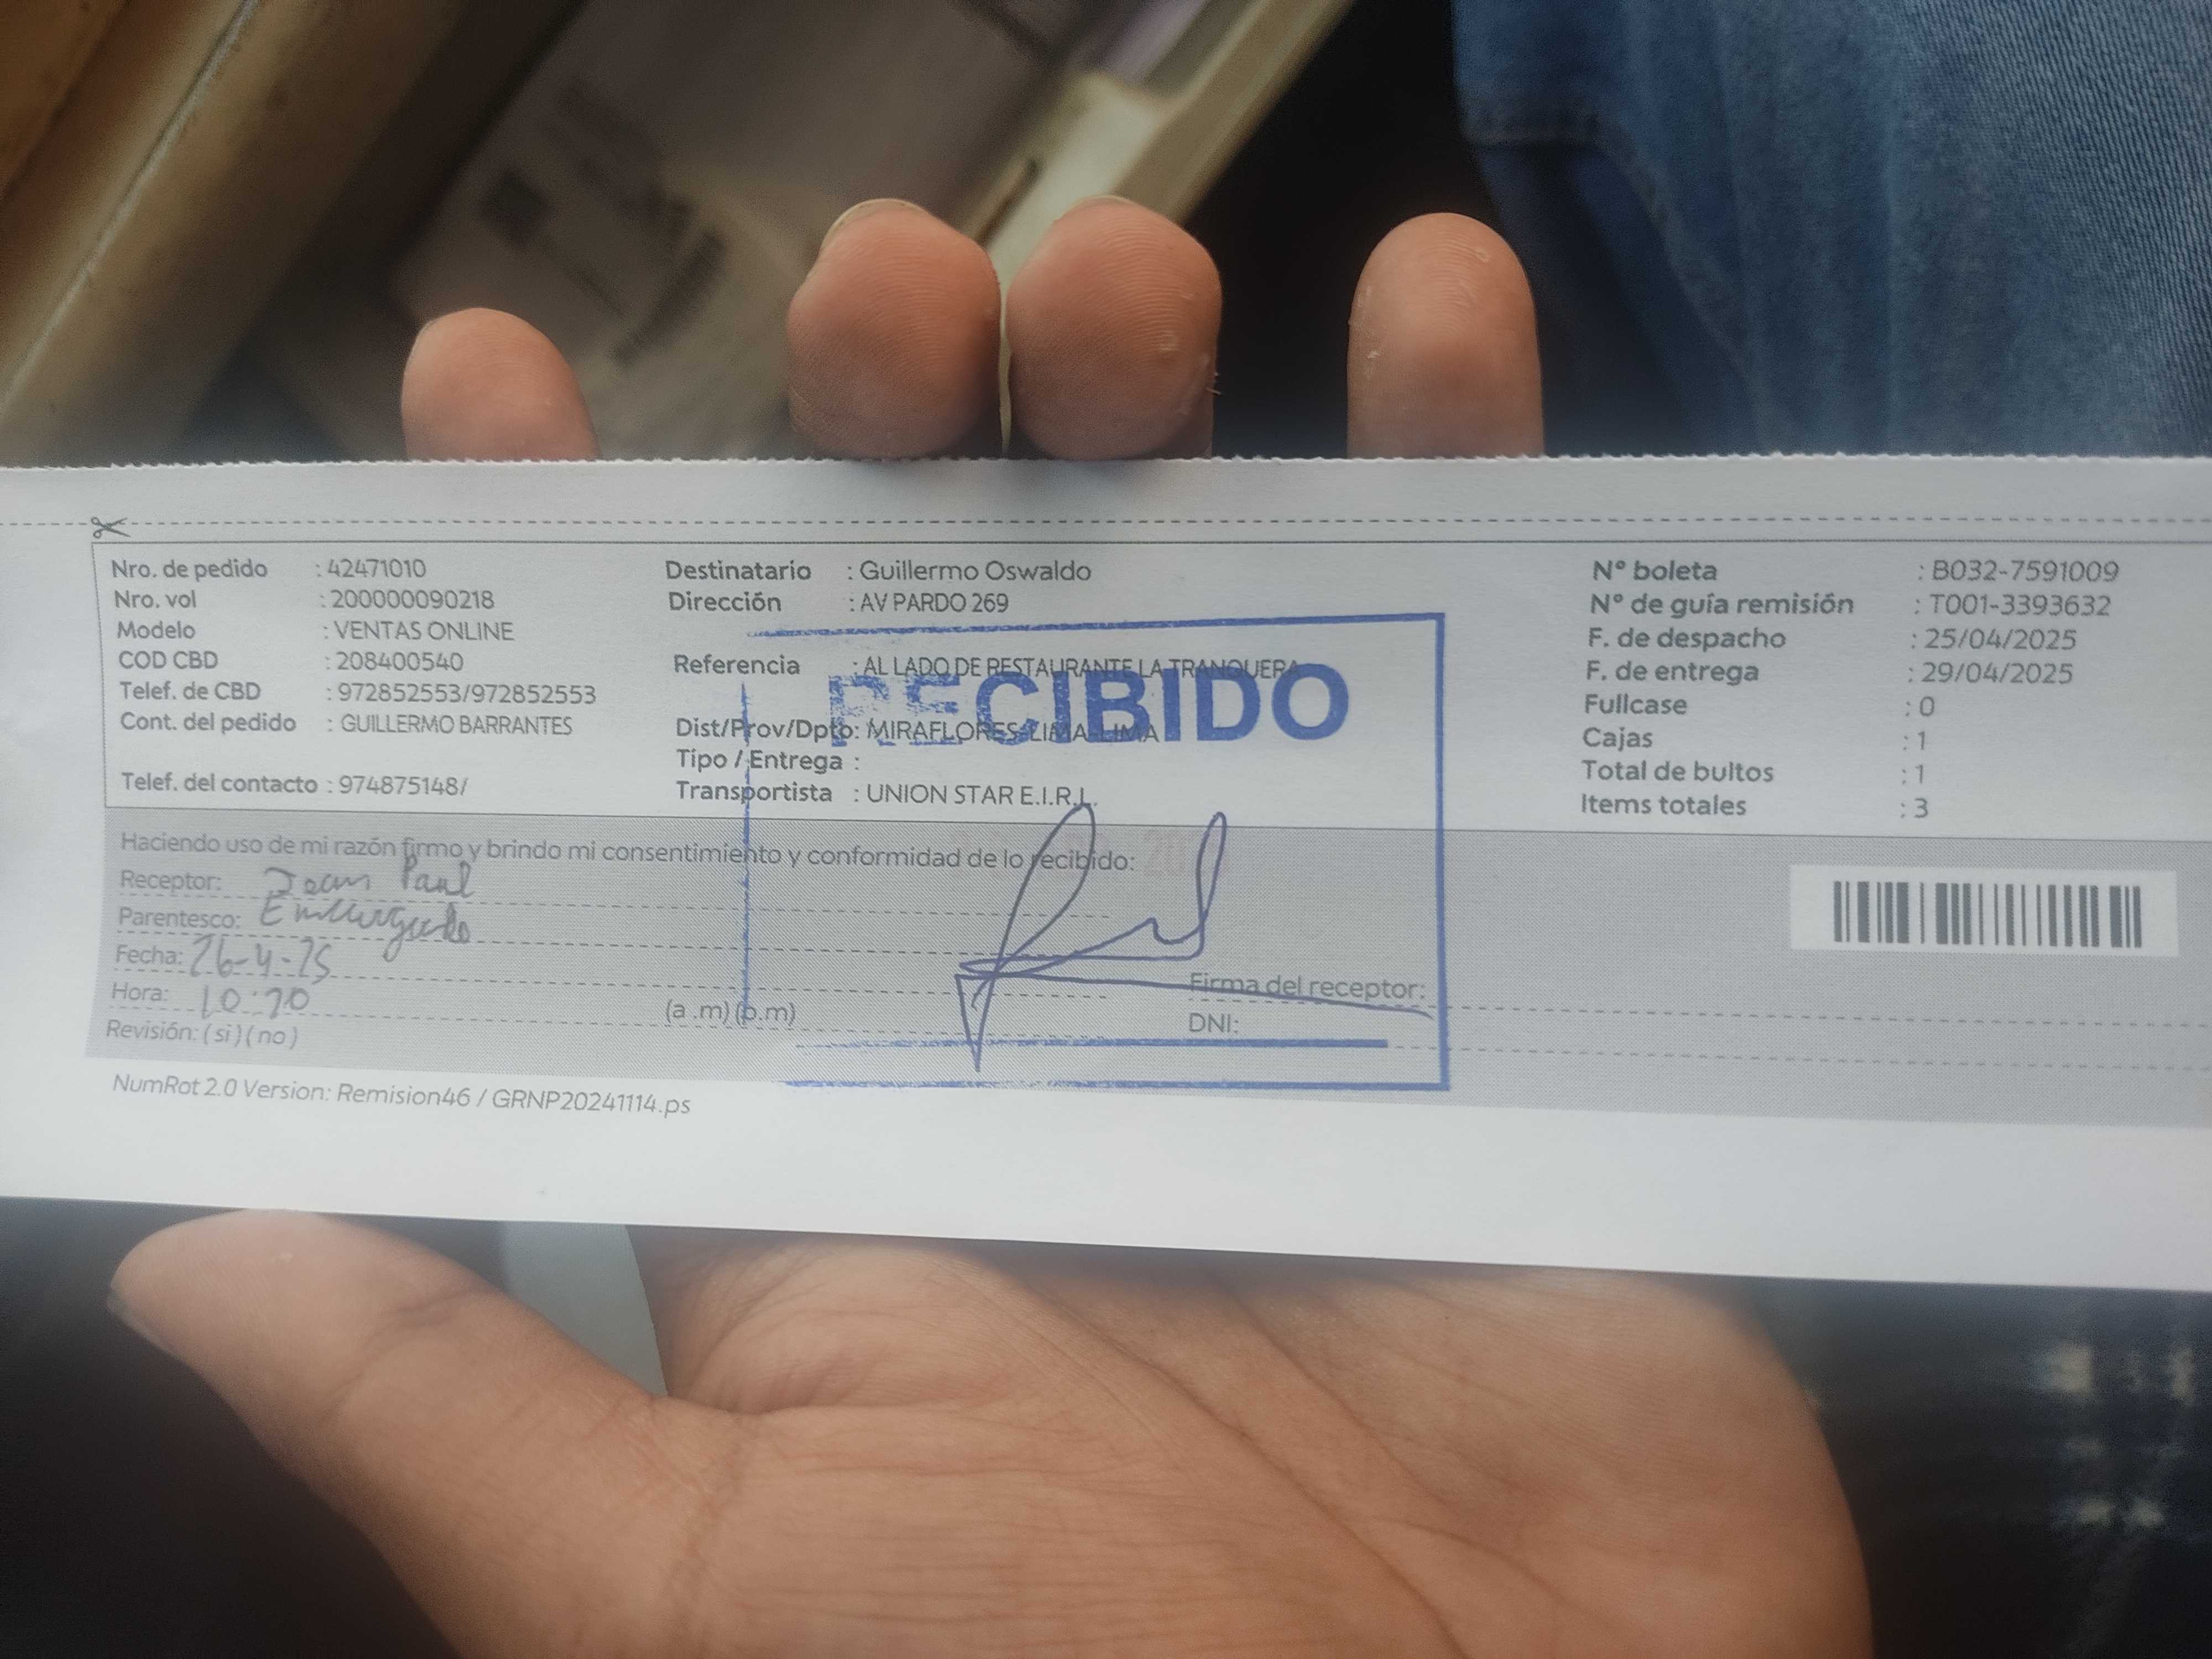 Nro. de pedido : 42471010
Nro. vol : 200000090218
Modelo : VENTAS ONLINE
COD CBD : 208400540
Telef. de CBD : 972852553/972852553
Cont. del pedido : GUILLERMO BARRANTES
Telef. del contacto : 974875148/
Destinatario : Guillermo Oswaldo
Dirección : AV PARDO 269
Referencia : AL LADO DE RESTAURANTE LA TRANQUERA
RECIBIDO
Dist/Prov/Dpto: MIRAFLORES-LIMA-LIMA
Tipo / Entrega :
Transportista : UNION STAR E.I.R.L.
N° boleta : B032-7591009
N° de guía remisión : T001-3393632
F. de despacho : 25/04/2025
F. de entrega : 29/04/2025
Fullcase : 0
Cajas : 1
Total de bultos : 1
Items totales : 3
Haciendo uso de mi razón firmo y brindo mi consentimiento y conformidad de lo recibido:
Receptor: Jean Paul
Parentesco:
Fecha: 26-4-25
Hora: 10:20 (a .m) (p.m)
Revisión: ( si ) ( no )
Firma del receptor:
DNI:
NumRot 2.0 Version: Remision46 / GRNP20241114.ps